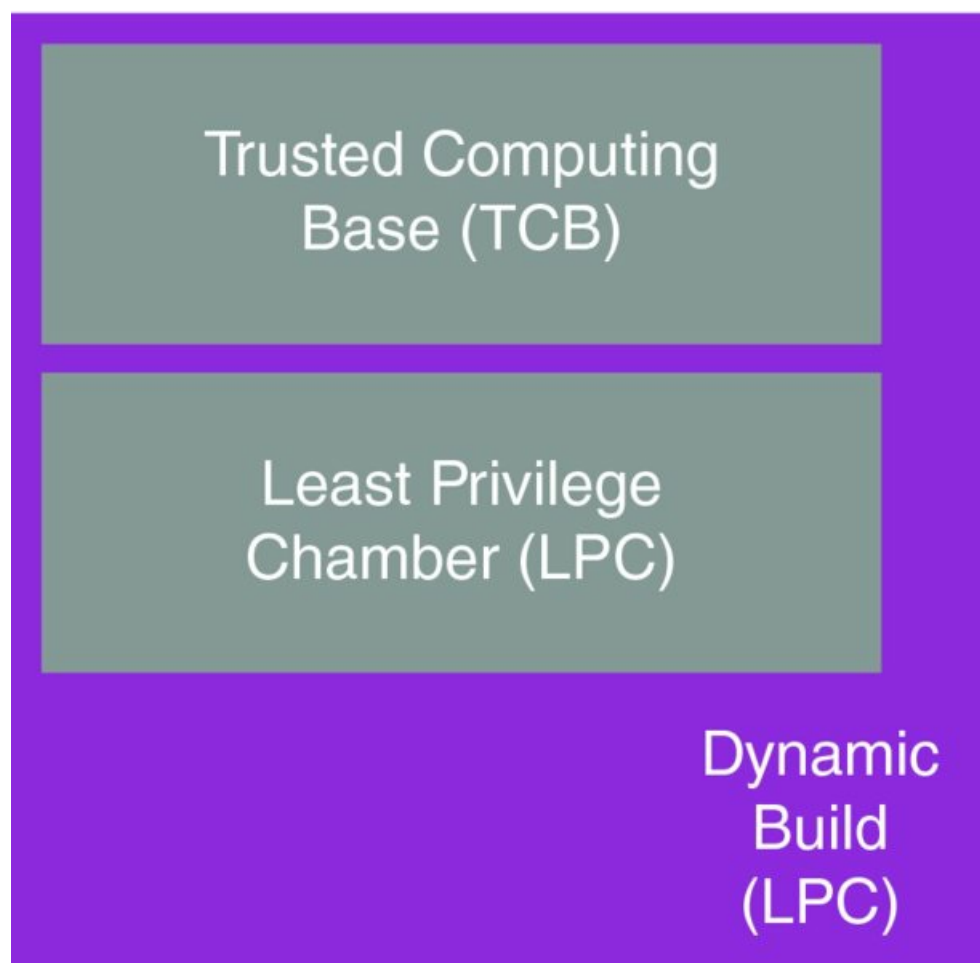 Trusted Computing
Base (TCB)
Least Privilege
Chamber (LPC)
Dynamic
Build
(LPC)